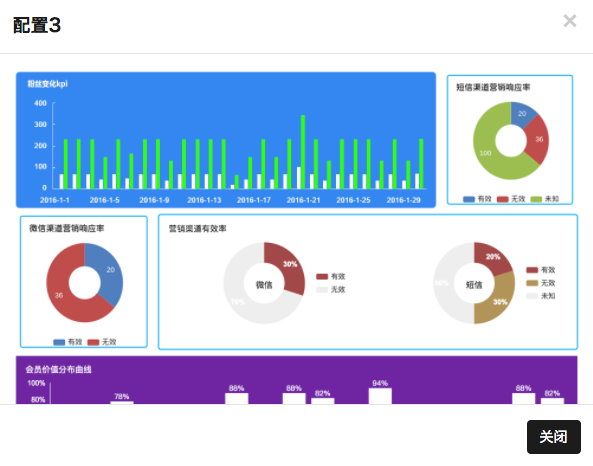 配置3
×
粉丝变化kpi
400
300
200
100
0
2016-1-1 2016-1-5 2016-1-9 2016-1-13 2016-1-17 2016-1-21 2016-1-25 2016-1-29
短信渠道营销响应率
20
36
100
有效 无效 未知
微信渠道营销响应率
20
36
有效 无效
营销渠道有效率
30%
微信
70%
有效
无效
20%
短信
30%
50%
有效
无效
未知
会员价值分布曲线
100%
80%
78%
88%
88%
82%
94%
88%
82%
关闭